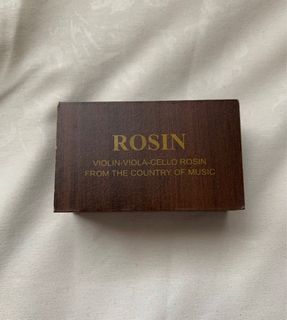 ROSIN
VIOLIN-VIOLA-CELLO ROSIN
FROM THE COUNTRY OF MUSIC